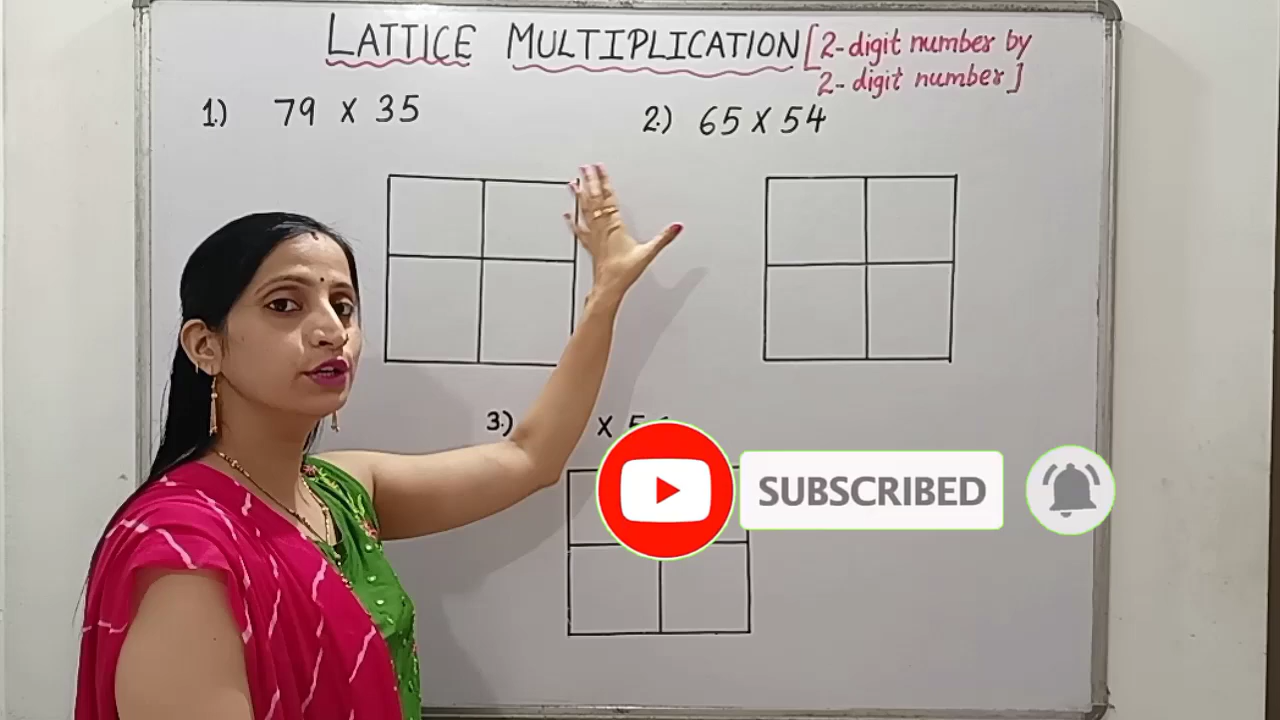 LATTICE MULTIPLICATION [2-digit number by
2-digit number]
1.) 79 X 35
2.) 65 X 54
3.) X
SUBSCRIBED